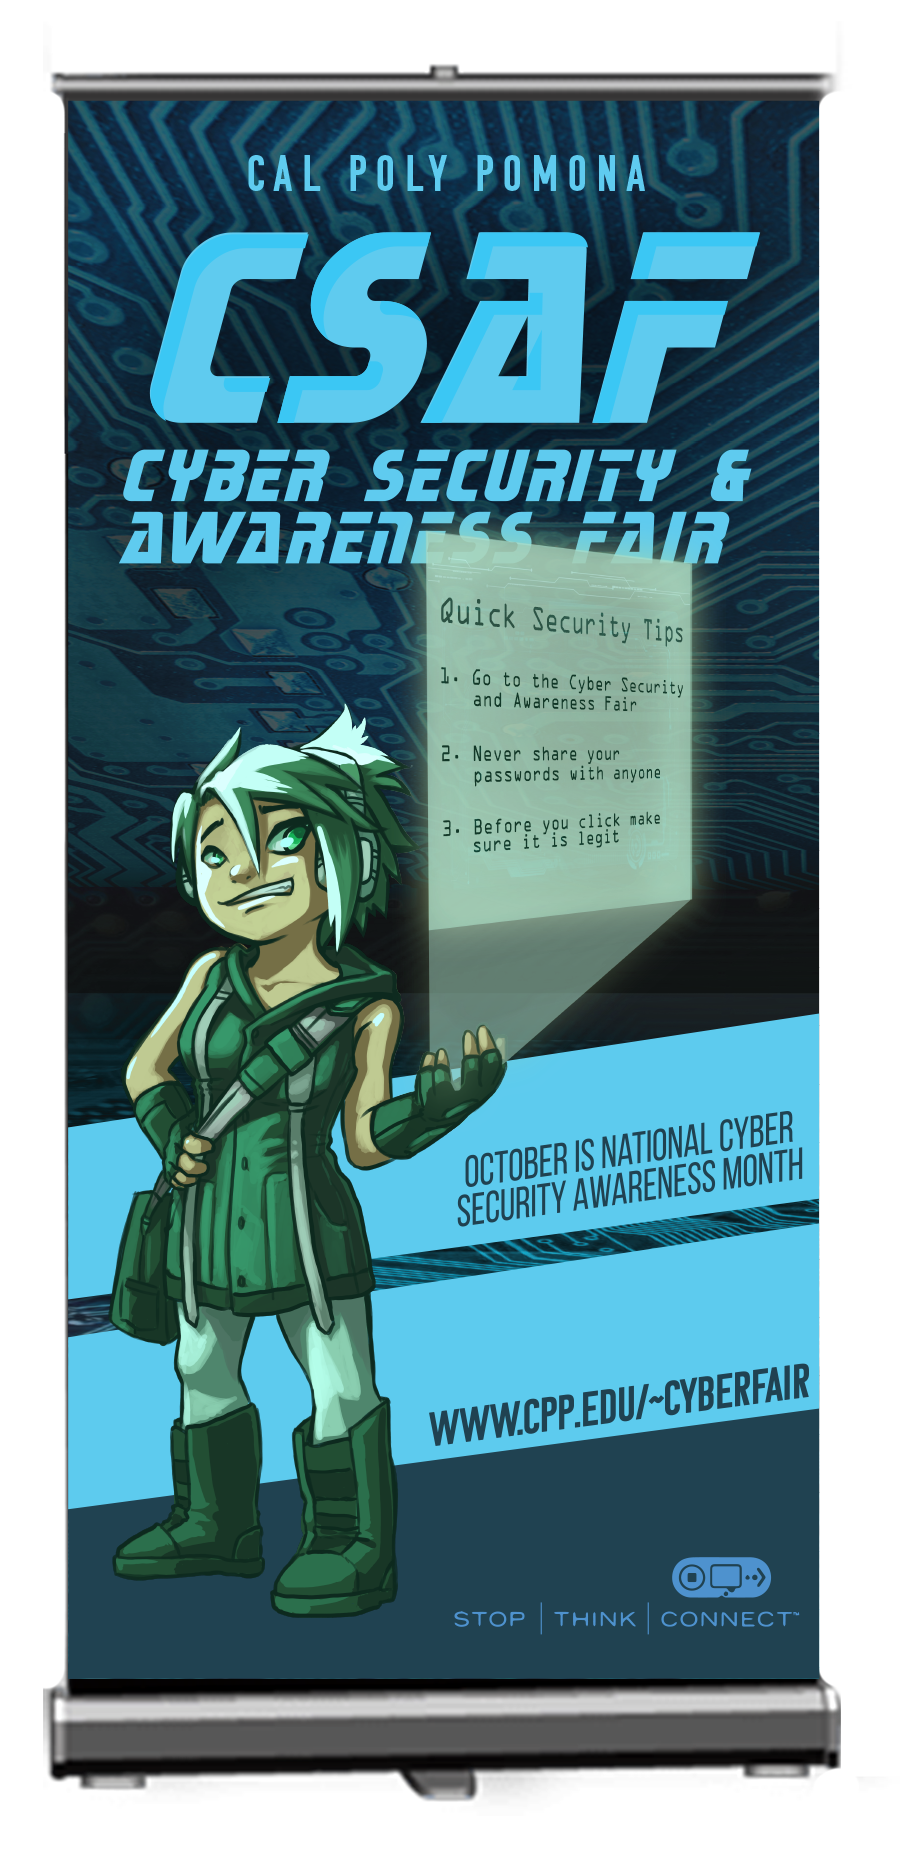 CAL POLY POMONA
CSAF
CYBER SECURITY &
AWARENESS FAIR
Quick Security Tips
1. Go to the Cyber Security
and Awareness Fair
2. Never share your
passwords with anyone
3. Before you click make
sure it is legit
OCTOBER IS NATIONAL CYBER
SECURITY AWARENESS MONTH
WWW.CPP.EDU/~CYBERFAIR
STOP | THINK | CONNECT™